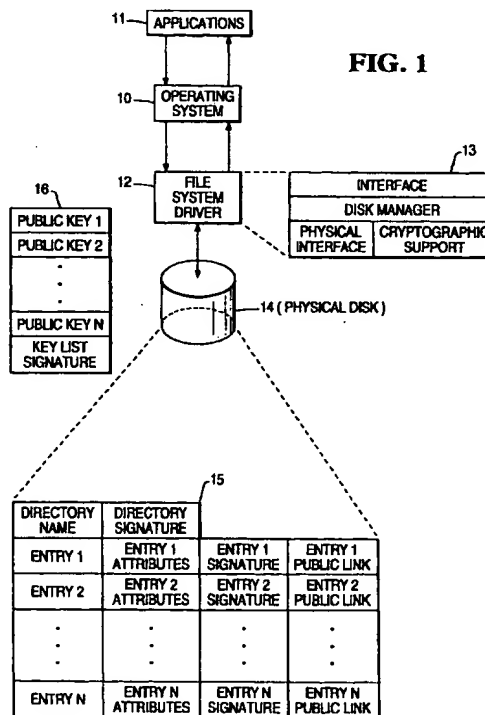 11
APPLICATIONS
FIG. 1
10
OPERATING
SYSTEM
12
FILE
SYSTEM
DRIVER
13
INTERFACE
DISK MANAGER
PHYSICAL
INTERFACE
CRYPTOGRAPHIC
SUPPORT
16
PUBLIC KEY 1
PUBLIC KEY 2
PUBLIC KEY N
KEY LIST
SIGNATURE
14 (PHYSICAL DISK)
15
DIRECTORY
NAME
DIRECTORY
SIGNATURE
ENTRY 1
ENTRY 1
ATTRIBUTES
ENTRY 1
SIGNATURE
ENTRY 1
PUBLIC LINK
ENTRY 2
ENTRY 2
ATTRIBUTES
ENTRY 2
SIGNATURE
ENTRY 2
PUBLIC LINK
ENTRY N
ENTRY N
ATTRIBUTES
ENTRY N
SIGNATURE
ENTRY N
PUBLIC LINK